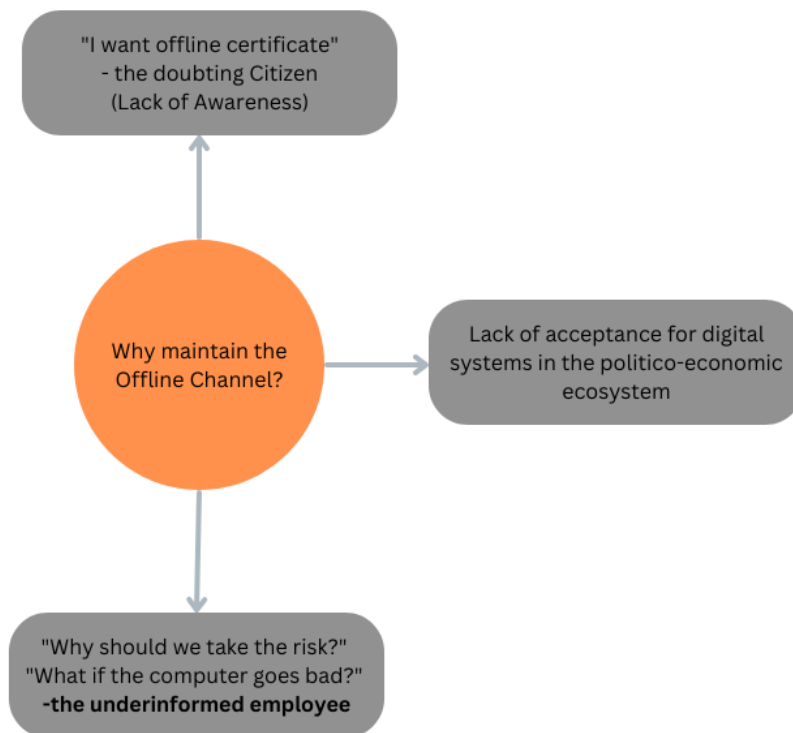 "I want offline certificate"
- the doubting Citizen
(Lack of Awareness)
Why maintain the
Offline Channel?
Lack of acceptance for digital
systems in the politico-economic
ecosystem
"Why should we take the risk?"
"What if the computer goes bad?"
-the underinformed employee